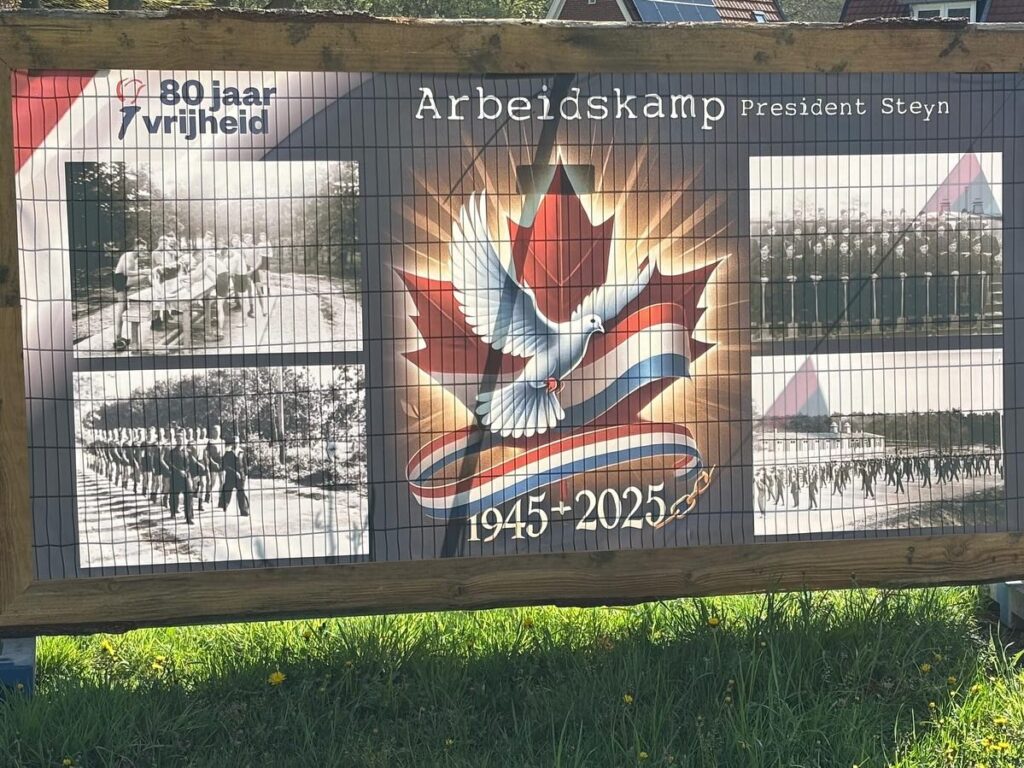 80 jaar
vrijheid
Arbeidskamp President Steyn
1945 + 2025